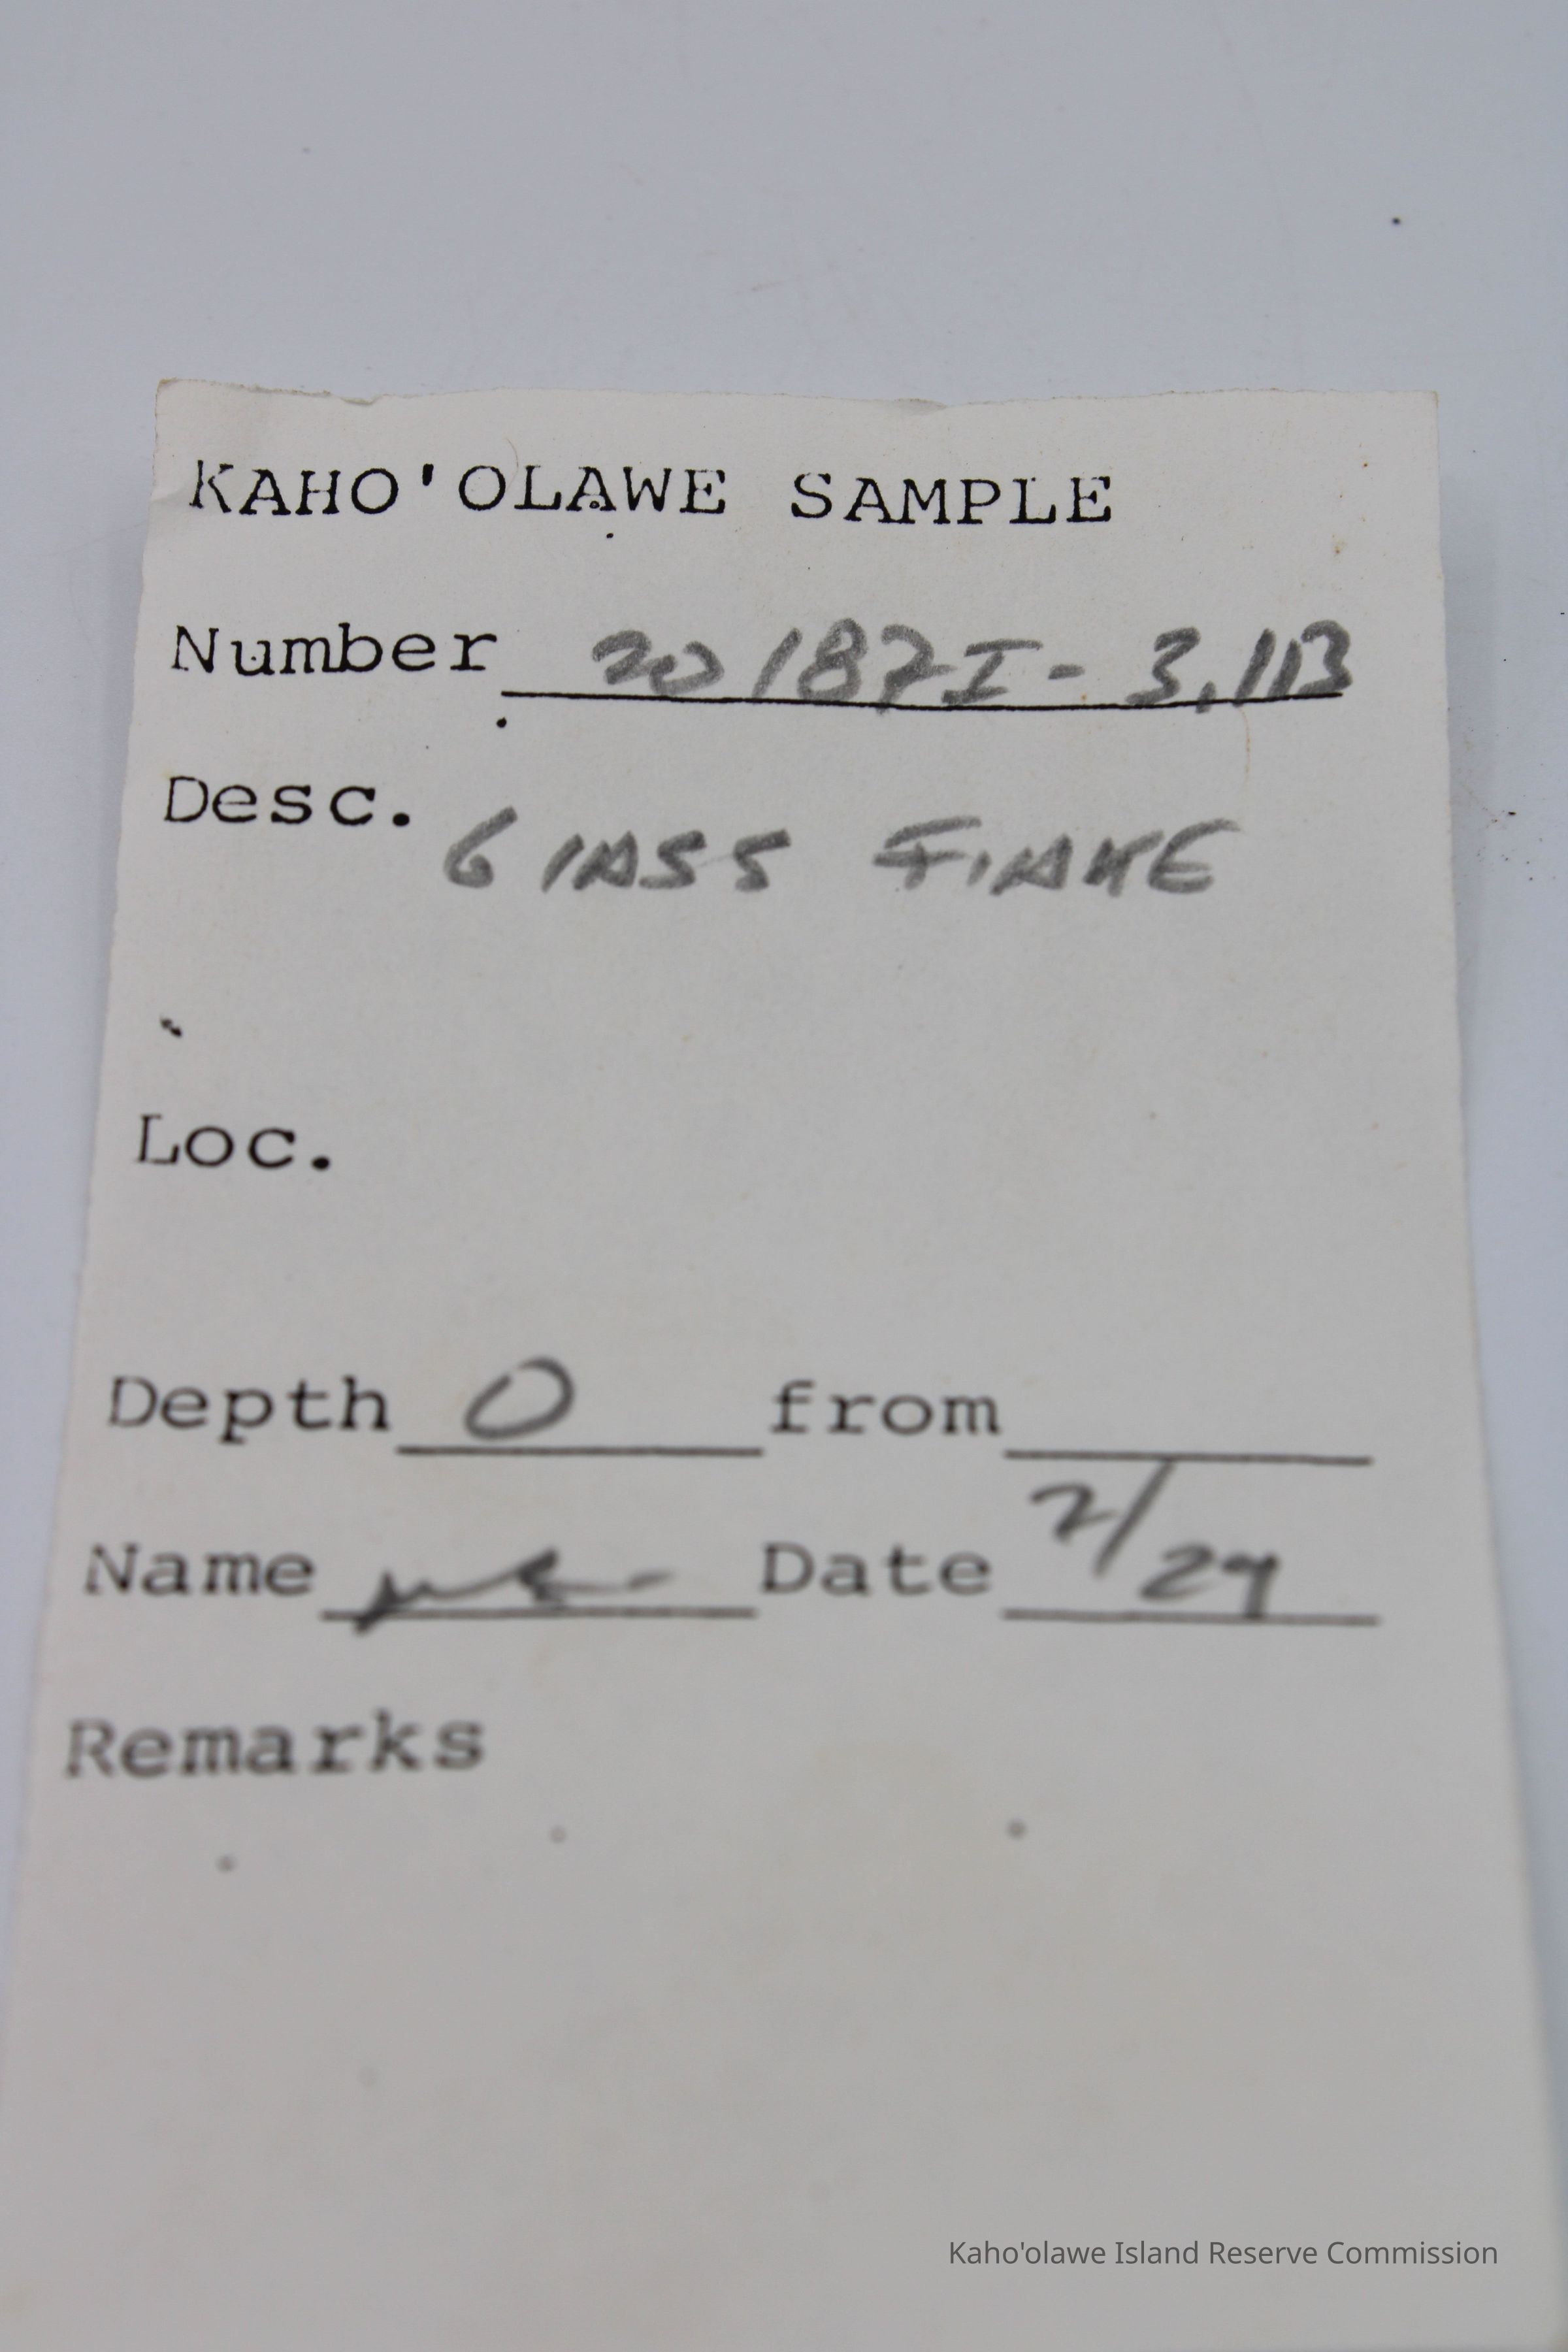 KAHO'OLAWE SAMPLE
Number 20187I - 3,113
Desc. GLASS FLAKE
Loc.
Depth 0 from
Name Date 2/29
Remarks
Kaho'olawe Island Reserve Commission